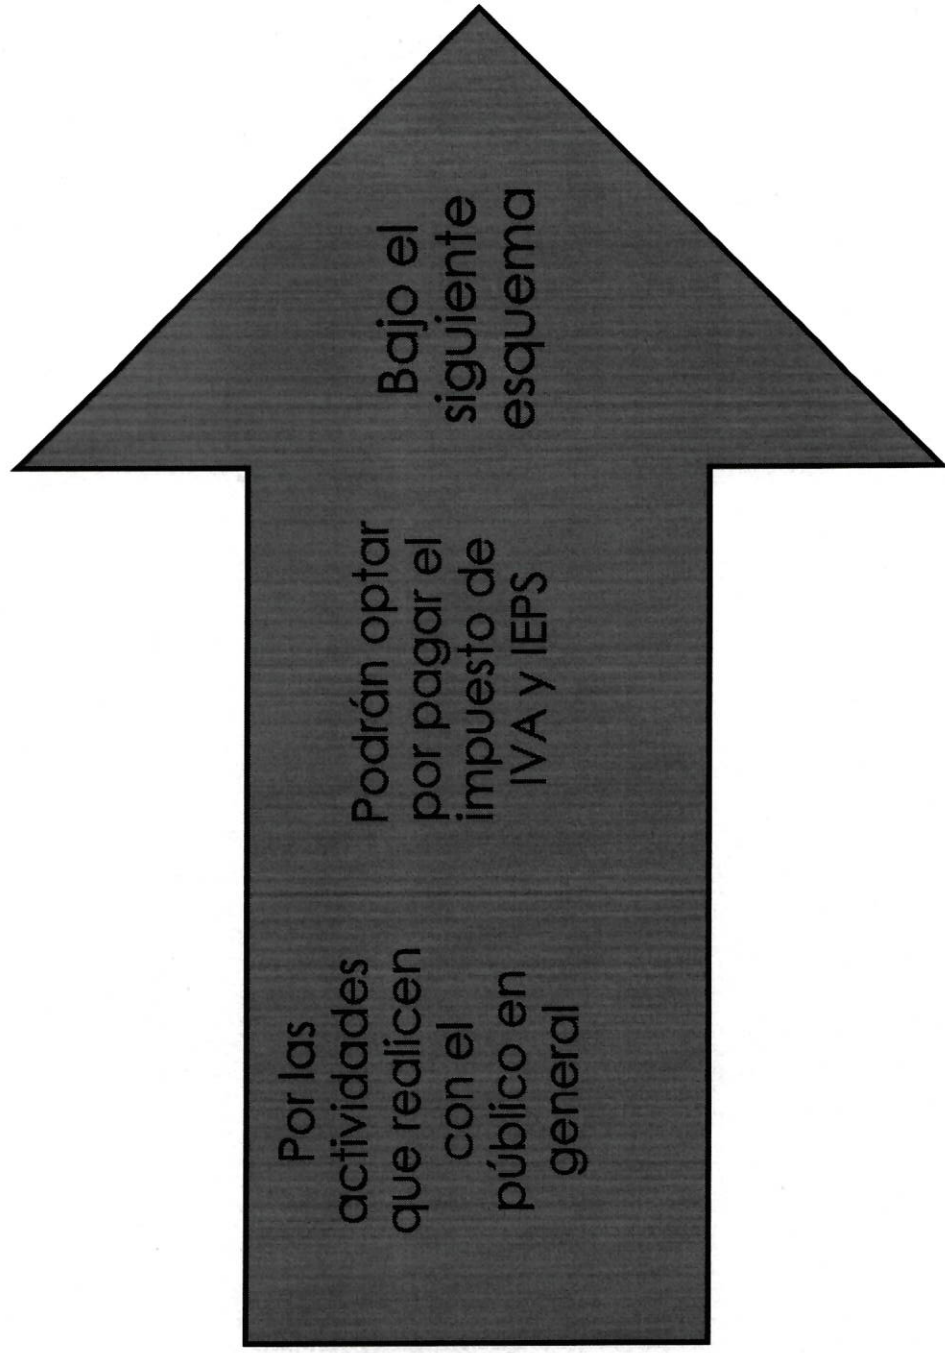 Por las
actividades
que realicen
con el
público en
general
Podrán optar
por pagar el
impuesto de
IVA y IEPS
Bajo el
siguiente
esquema